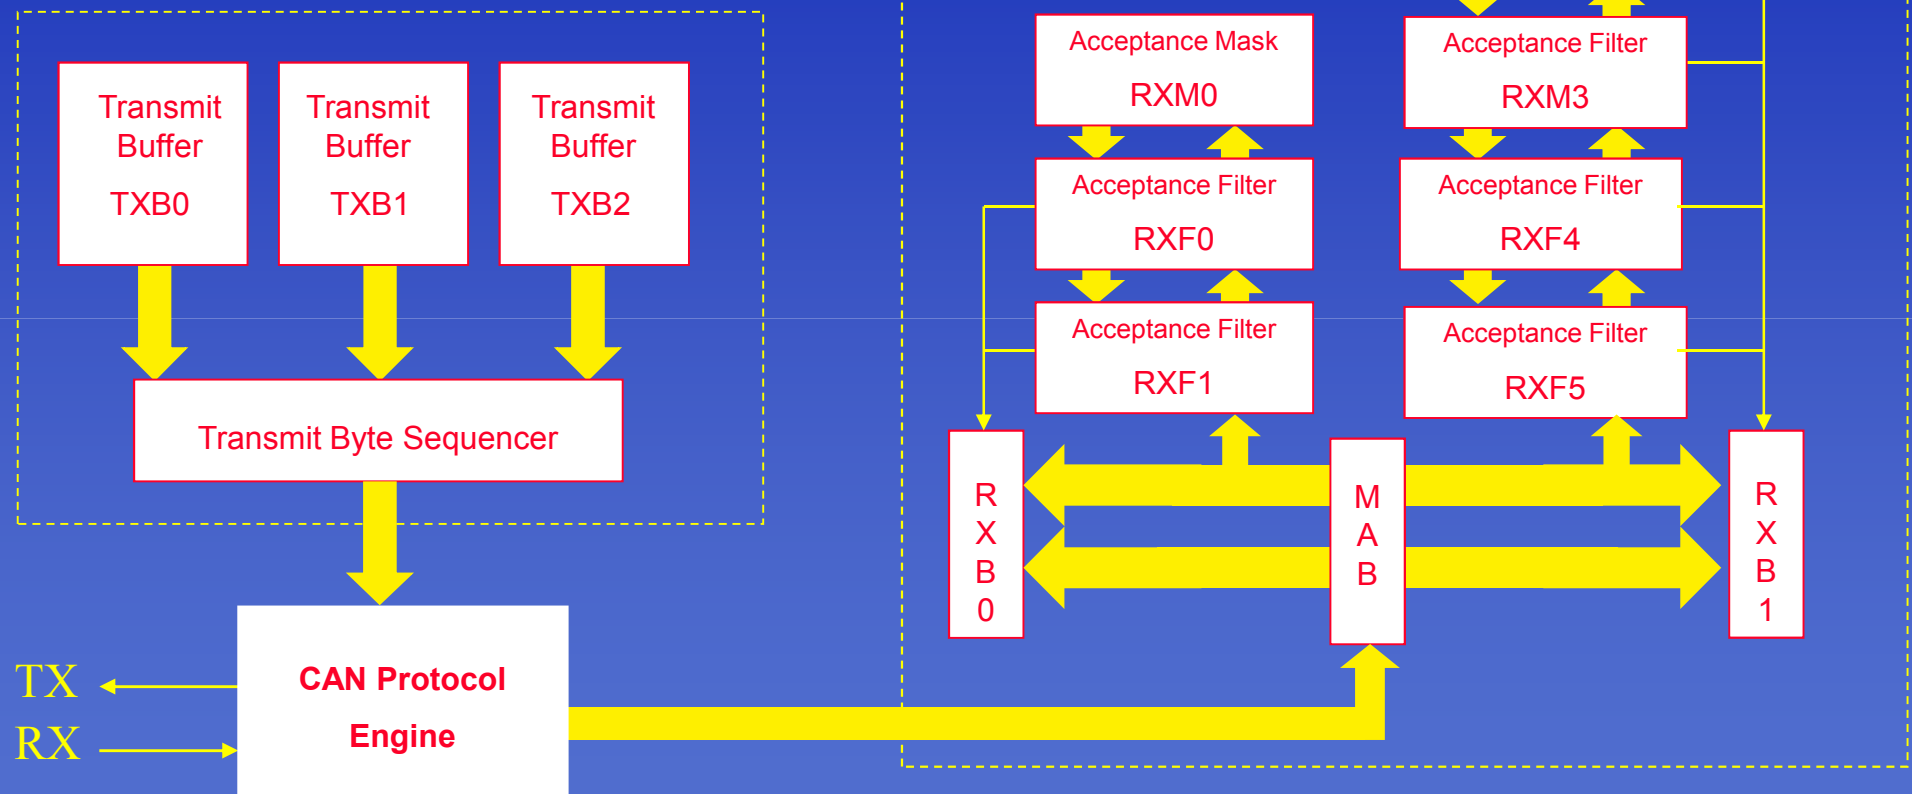 Transmit
Buffer
TXB0
Transmit
Buffer
TXB1
Transmit
Buffer
TXB2
Transmit Byte Sequencer
CAN Protocol
Engine
TX
RX
Acceptance Mask
RXM0
Acceptance Filter
RXF0
Acceptance Filter
RXF1
Acceptance Filter
RXM3
Acceptance Filter
RXF4
Acceptance Filter
RXF5
R
X
B
0
M
A
B
R
X
B
1